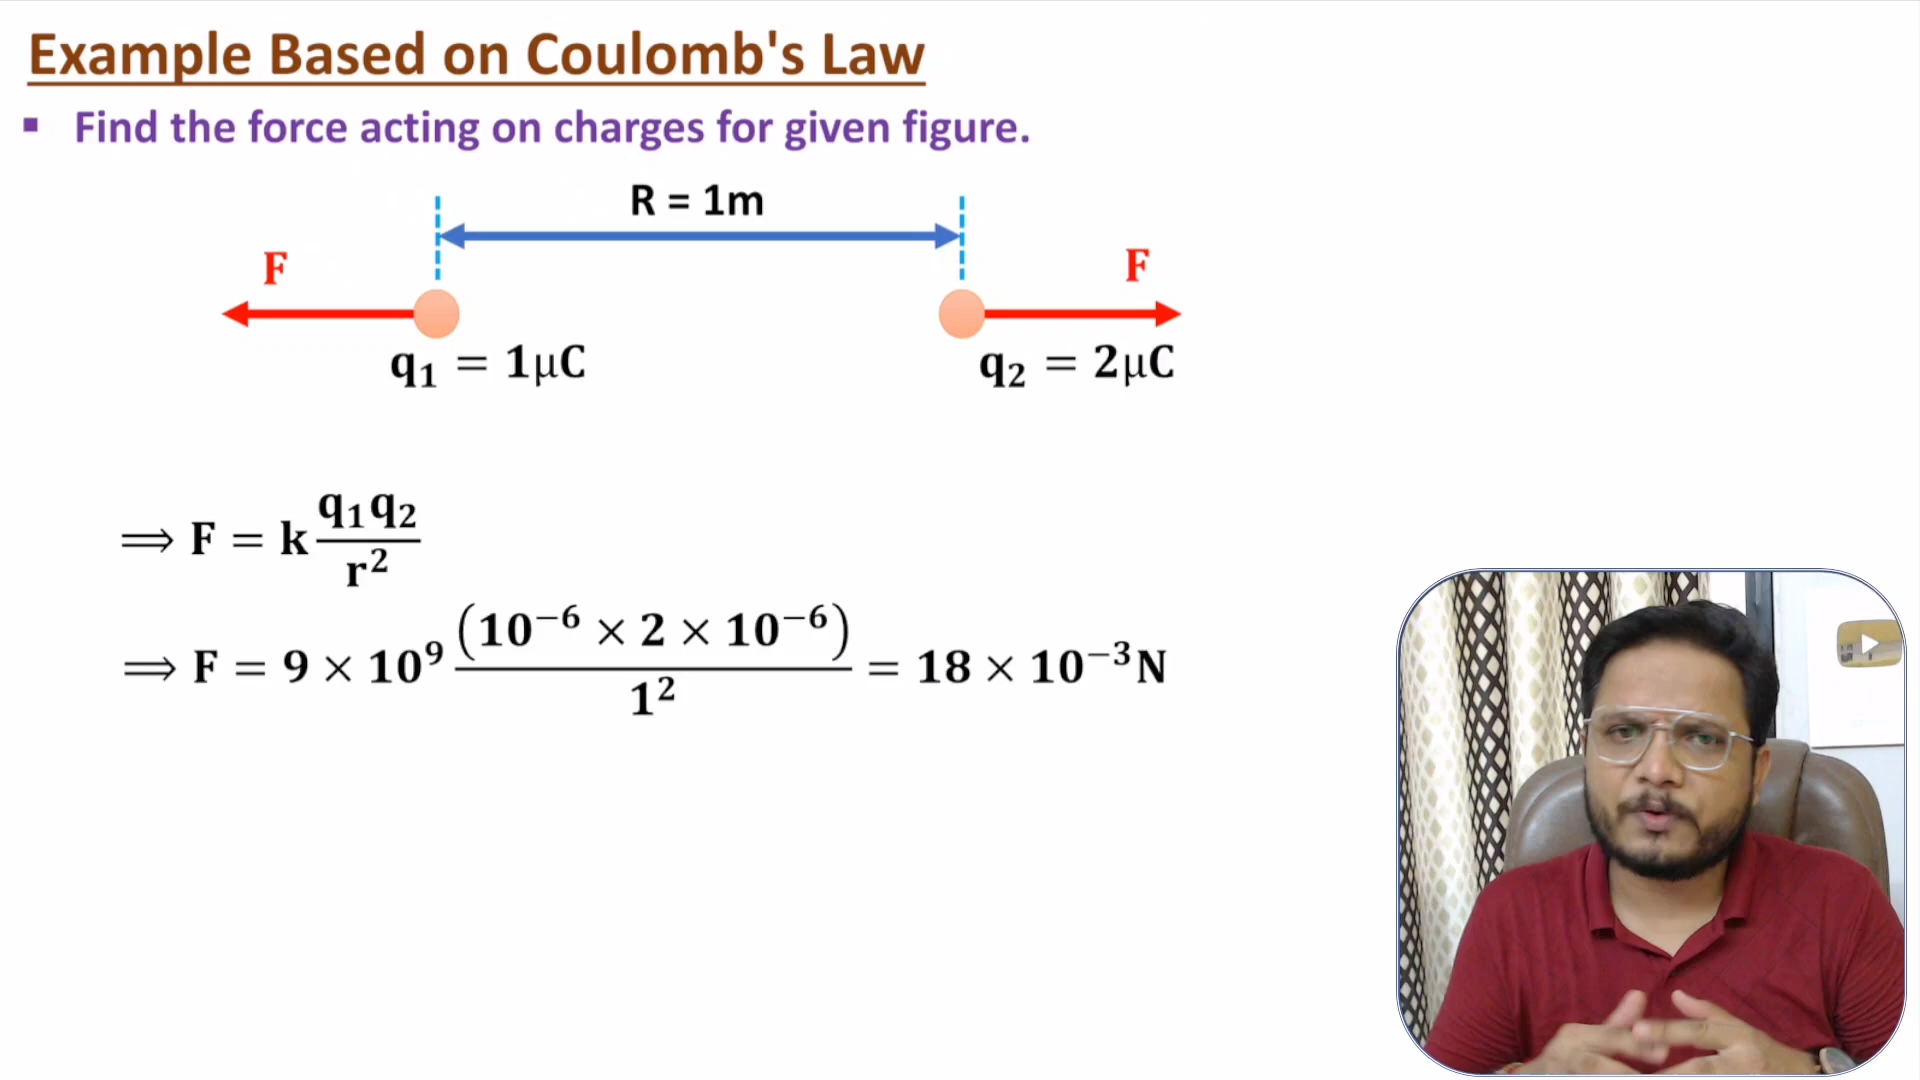 Example Based on Coulomb's Law
▪ Find the force acting on charges for given figure.
R = 1m
F F
q₁ = 1μC q₂ = 2μC
⟹ F = k q₁q₂ / r²
⟹ F = 9 × 10⁹ (10⁻⁶ × 2 × 10⁻⁶) / 1² = 18 × 10⁻³N